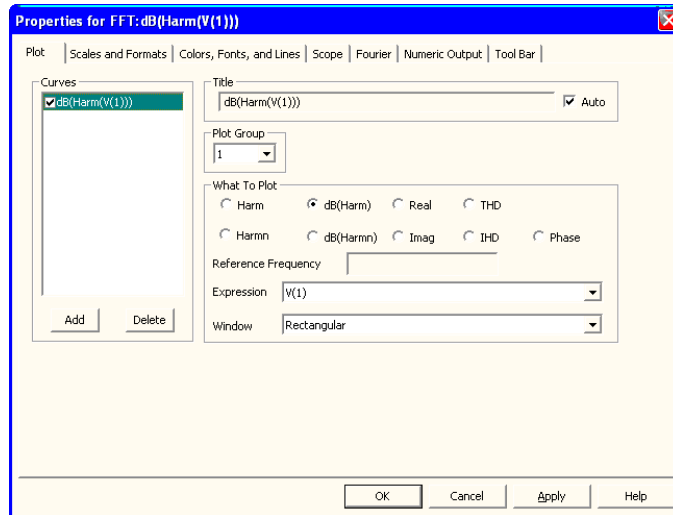 Properties for FFT:dB(Harm(V(1)))
Plot Scales and Formats Colors, Fonts, and Lines Scope Fourier Numeric Output Tool Bar
Curves
dB(Harm(V(1)))
Add Delete
Title
dB(Harm(V(1))) Auto
Plot Group
1
What To Plot
Harm dB(Harm) Real THD
Harmn dB(Harmn) Imag IHD Phase
Reference Frequency
Expression V(1)
Window Rectangular
OK Cancel Apply Help